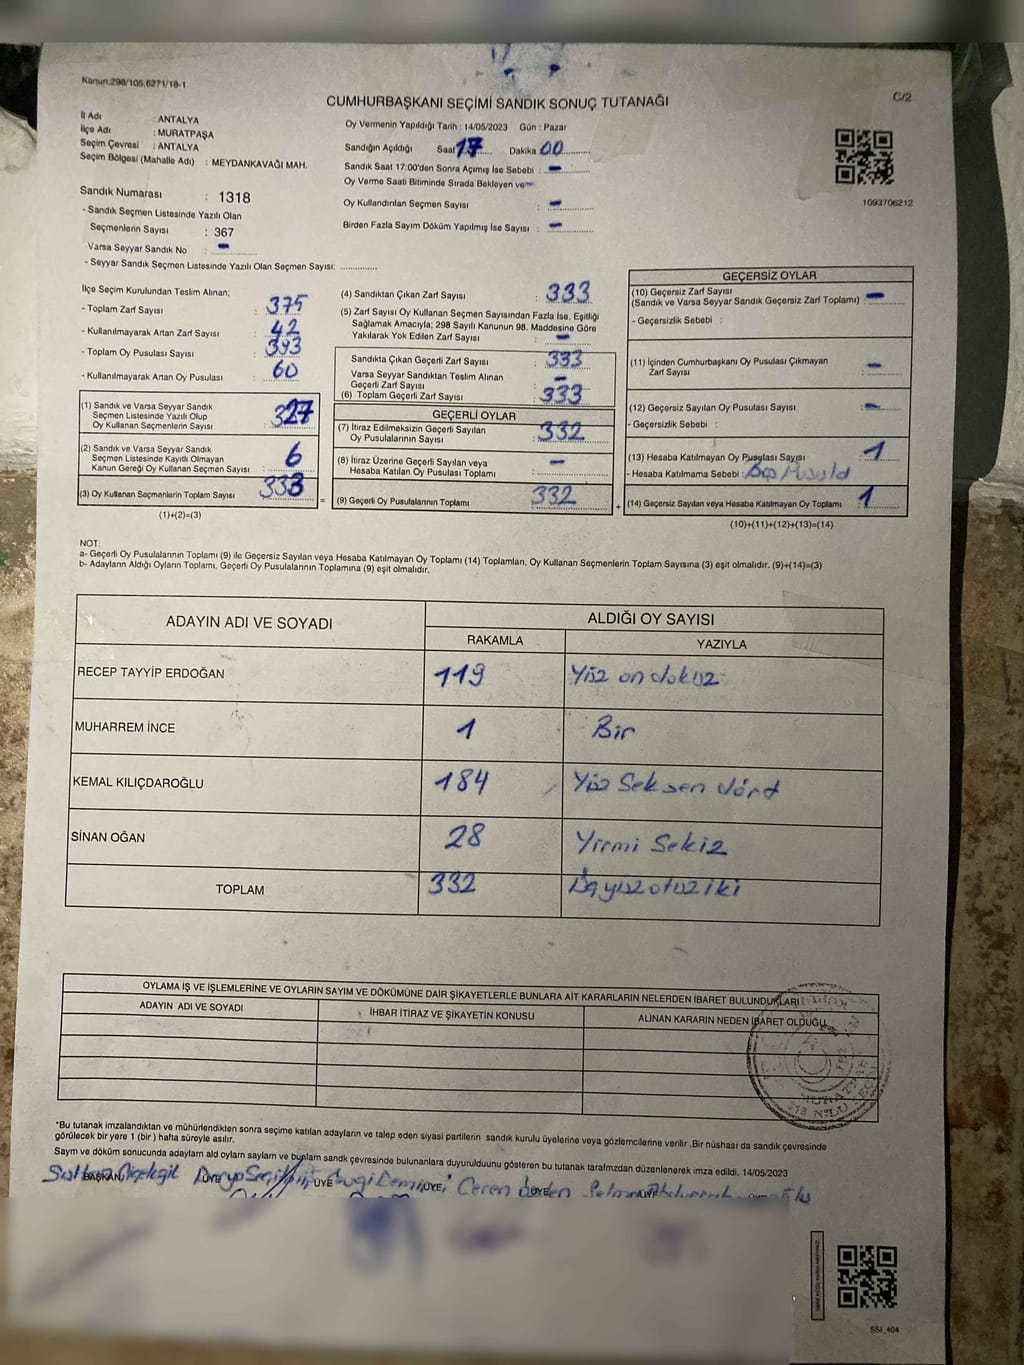 Kanun:298/105,6271/18-1
C/2
CUMHURBAŞKANI SEÇİMİ SANDIK SONUÇ TUTANAĞI
İl Adı : ANTALYA
İlçe Adı : MURATPAŞA
Seçim Çevresi : ANTALYA
Seçim Bölgesi (Mahalle Adı) : MEYDANKAVAĞI MAH.
Oy Vermenin Yapıldığı Tarih : 14/05/2023 Gün : Pazar
Sandığın Açıldığı Saat 17 Dakika 00
Sandık Saat 17:00'den Sonra Açımış İse Sebebi : -
Oy Verme Saati Bitiminde Sırada Bekleyen ve
Oy Kullandırılan Seçmen Sayısı : -
Birden Fazla Sayım Döküm Yapılmış İse Sayısı : -
1093706212
Sandık Numarası : 1318
- Sandık Seçmen Listesinde Yazılı Olan
Seçmenlerin Sayısı : 367
Varsa Seyyar Sandık No : -
- Seyyar Sandık Seçmen Listesinde Yazılı Olan Seçmen Sayısı: ..............
İlçe Seçim Kurulundan Teslim Alınan;
- Toplam Zarf Sayısı : 375
- Kullanılmayarak Artan Zarf Sayısı : 42
- Toplam Oy Pusulası Sayısı : 393
- Kullanılmayarak Artan Oy Pusulası : 60
(1) Sandık ve Varsa Seyyar Sandık
Seçmen Listesinde Yazılı Olup
Oy Kullanan Seçmenlerin Sayısı : 327
(2) Sandık ve Varsa Seyyar Sandık
Seçmen Listesinde Kayıtlı Olmayan
Kanun Gereği Oy Kullanan Seçmen Sayısı : 6
(3) Oy Kullanan Seçmenlerin Toplam Sayısı : 333
(1)+(2)=(3)
(4) Sandıktan Çıkan Zarf Sayısı : 333
(5) Zarf Sayısı Oy Kullanan Seçmen Sayısından Fazla İse, Eşitliği
Sağlamak Amacıyla; 298 Sayılı Kanunun 98. Maddesine Göre
Yakılarak Yok Edilen Zarf Sayısı : -
Sandıkta Çıkan Geçerli Zarf Sayısı : 333
Varsa Seyyar Sandıktan Teslim Alınan
Geçerli Zarf Sayısı : -
(6) Toplam Geçerli Zarf Sayısı : 333
GEÇERLİ OYLAR
(7) İtiraz Edilmeksizin Geçerli Sayılan
Oy Pusulalarının Sayısı : 332
(8) İtiraz Üzerine Geçerli Sayılan veya
Hesaba Katılan Oy Pusulası Toplamı : -
(9) Geçerli Oy Pusulalarının Toplamı : 332
GEÇERSİZ OYLAR
(10) Geçersiz Zarf Sayısı
(Sandık ve Varsa Seyyar Sandık Geçersiz Zarf Toplamı) : -
- Geçersizlik Sebebi :
(11) İçinden Cumhurbaşkanı Oy Pusulası Çıkmayan
Zarf Sayısı : -
(12) Geçersiz Sayılan Oy Pusulası Sayısı : -
- Geçersizlik Sebebi :
(13) Hesaba Katılmayan Oy Pusulası Sayısı : 1
- Hesaba Katılmama Sebebi : Boş Pusula
(14) Geçersiz Sayılan veya Hesaba Katılmayan Oy Toplamı : 1
(10)+(11)+(12)+(13)=(14)
NOT:
a- Geçerli Oy Pusulalarının Toplamı (9) ile Geçersiz Sayılan veya Hesaba Katılmayan Oy Toplamı (14) Toplamları, Oy Kullanan Seçmenlerin Toplam Sayısına (3) eşit olmalıdır. (9)+(14)=(3)
b- Adayların Aldığı Oyların Toplamı, Geçerli Oy Pusulalarının Toplamına (9) eşit olmalıdır.
ADAYIN ADI VE SOYADI
ALDIĞI OY SAYISI
RAKAMLA YAZIYLA
RECEP TAYYİP ERDOĞAN 119 Yüz on dokuz
MUHARREM İNCE 1 Bir
KEMAL KILIÇDAROĞLU 184 Yüz Seksen dört
SİNAN OĞAN 28 Yirmi Sekiz
TOPLAM 332 Üçyüzotuziki
OYLAMA İŞ VE İŞLEMLERİNE VE OYLARIN SAYIM VE DÖKÜMÜNE DAİR ŞİKAYETLERLE BUNLARA AİT KARARLARIN NELERDEN İBARET BULUNDUKLARI
ADAYIN ADI VE SOYADI İHBAR İTİRAZ VE ŞİKAYETİN KONUSU ALINAN KARARIN NEDEN İBARET OLDUĞU
*Bu tutanak imzalandıktan ve mühürlendikten sonra seçime katılan adayların ve talep eden siyasi partilerin sandık kurulu üyelerine veya gözlemcilerine verilir .Bir nüshası da sandık çevresinde
görülecek bir yere 1 (bir ) hafta süreyle asılır.
Sayım ve döküm sonucunda adayların ald oyların sayıların ve bunların sandk çevresinde bulunanlara duyurulduunu gösteren bu tutanak tarafmzdan düzenlenerek imza edildi. 14/05/2023
BAŞKAN ÜYE ÜYE ÜYE Ceren ÜYE ÜYE
SSİ_404